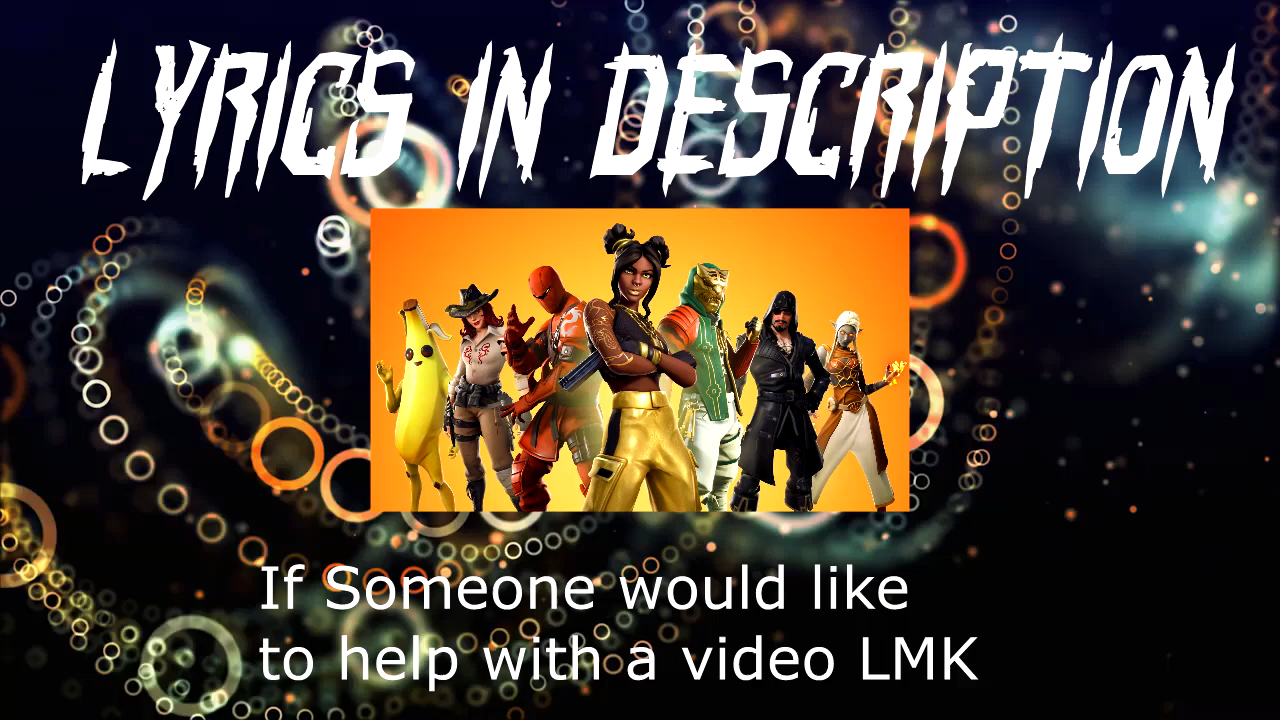 LYRICS IN DESCRIPTION
If Someone would like
to help with a video LMK